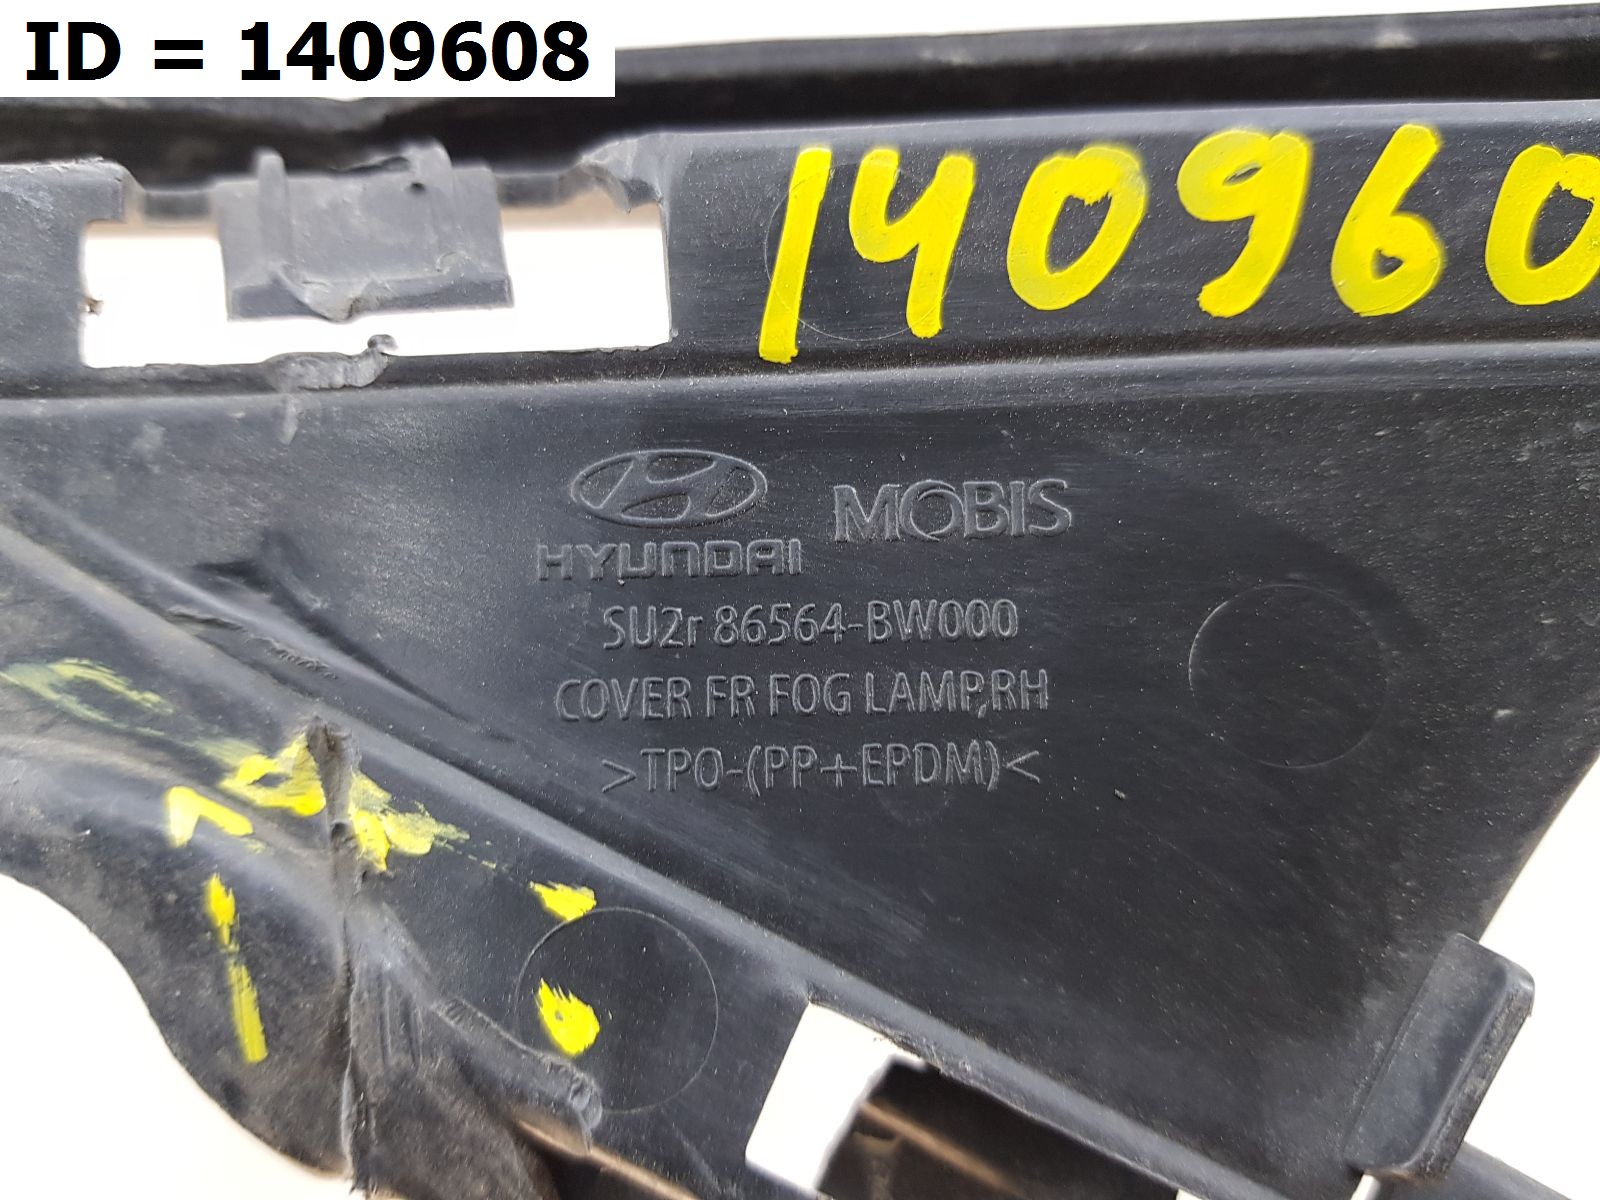 ID = 1409608
140960
HYUNDAI MOBIS
SU2r 86564-BW000
COVER FR FOG LAMP,RH
>TPO-(PP+EPDM)<